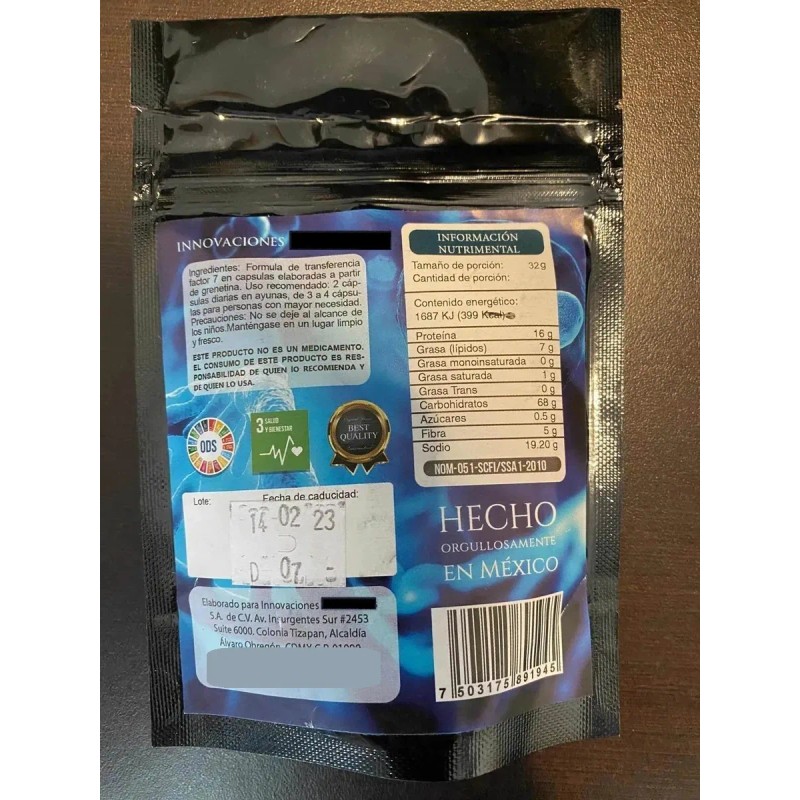 INNOVACIONES
Ingredientes: Formula de transferencia
factor 7 en capsulas elaboradas a partir
de grenetina. Uso recomendado: 2 cáp-
sulas diarias en ayunas, de 3 a 4 cápsu-
las para personas con mayor necesidad.
Precauciones: No se deje al alcance de
los niños.Manténgase en un lugar limpio
y fresco.
ESTE PRODUCTO NO ES UN MEDICAMENTO.
EL CONSUMO DE ESTE PRODUCTO ES RES-
PONSABILIDAD DE QUIEN LO RECOMIENDA Y
DE QUIEN LO USA.
ODS
3 SALUD
Y BIENESTAR
BEST
QUALITY
Lote:
Fecha de caducidad:
14 02 23
D 07
Elaborado para Innovaciones
S.A. de C.V. Av. Insurgentes Sur #2453
Suite 6000. Colonia Tizapan, Alcaldía
Álvaro Obregón, CDMX C.P. 01090
INFORMACIÓN
NUTRIMENTAL
Tamaño de porción: 32g
Cantidad de porción:
Contenido energético:
1687 KJ (399 Kcal)
Proteína 16 g
Grasa (lípidos) 7 g
Grasa monoinsaturada 0 g
Grasa saturada 1 g
Grasa Trans 0 g
Carbohidratos 68 g
Azúcares 0.5 g
Fibra 5 g
Sodio 19.20 g
NOM-051-SCFI/SSA1-2010
HECHO
ORGULLOSAMENTE
EN MÉXICO
7 503175 891945